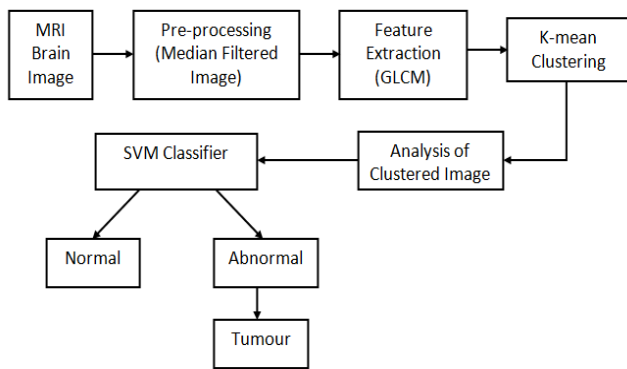 MRI
Brain
Image
Pre-processing
(Median Filtered
Image)
Feature
Extraction
(GLCM)
K-mean
Clustering
SVM Classifier
Analysis of
Clustered Image
Normal
Abnormal
Tumour